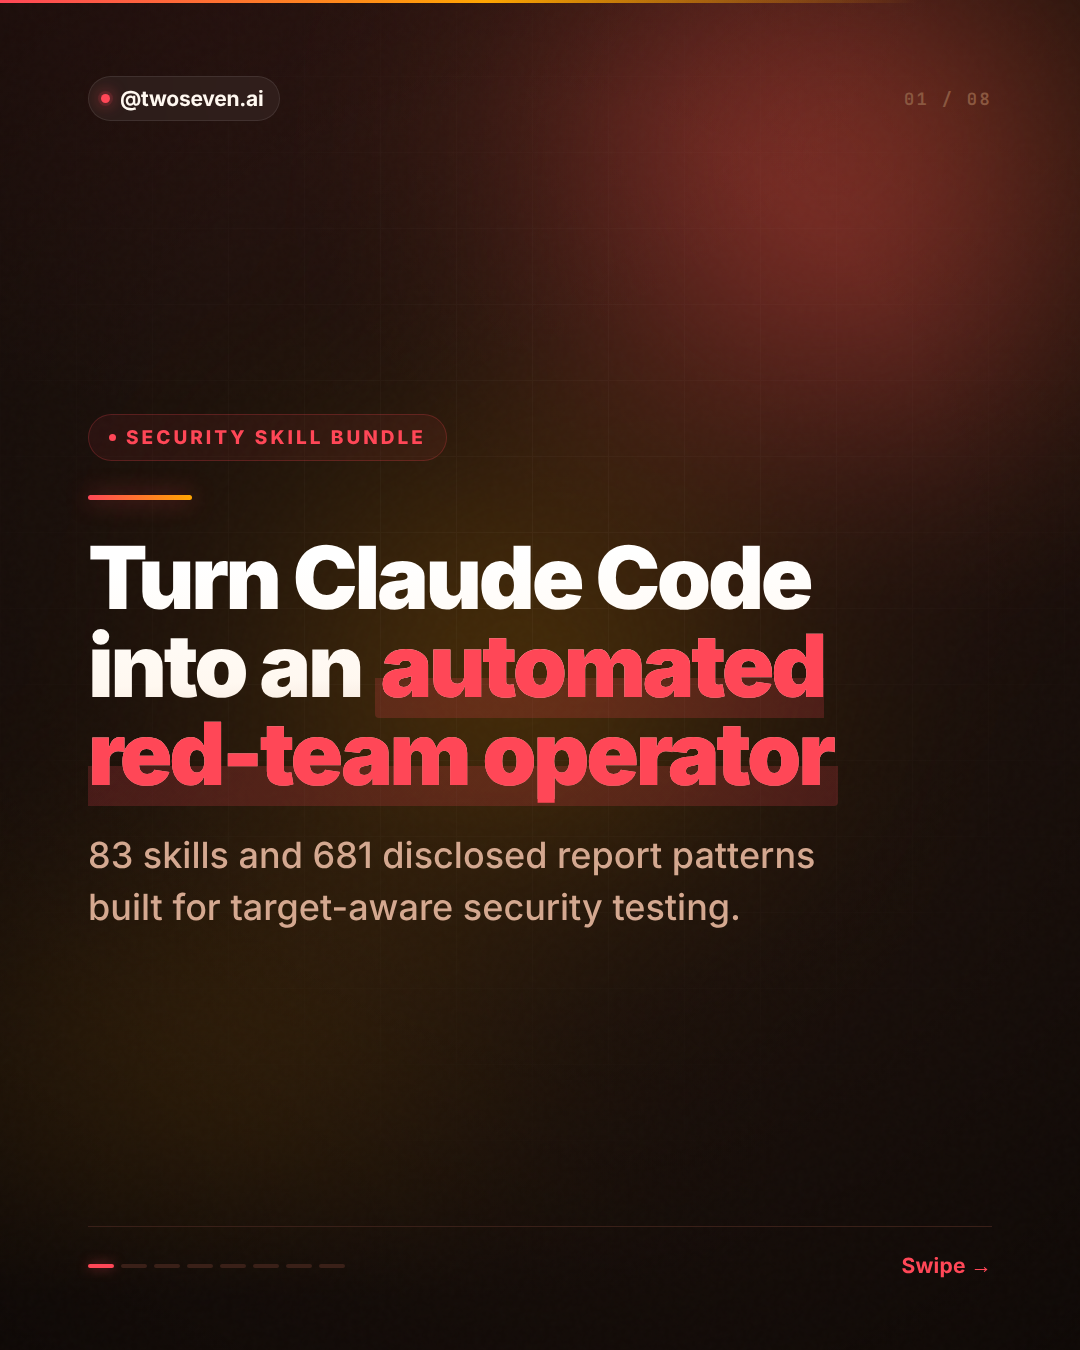 @twoseven.ai
01 / 08
• SECURITY SKILL BUNDLE
Turn Claude Code
into an automated
red-team operator
83 skills and 681 disclosed report patterns
built for target-aware security testing.
Swipe →